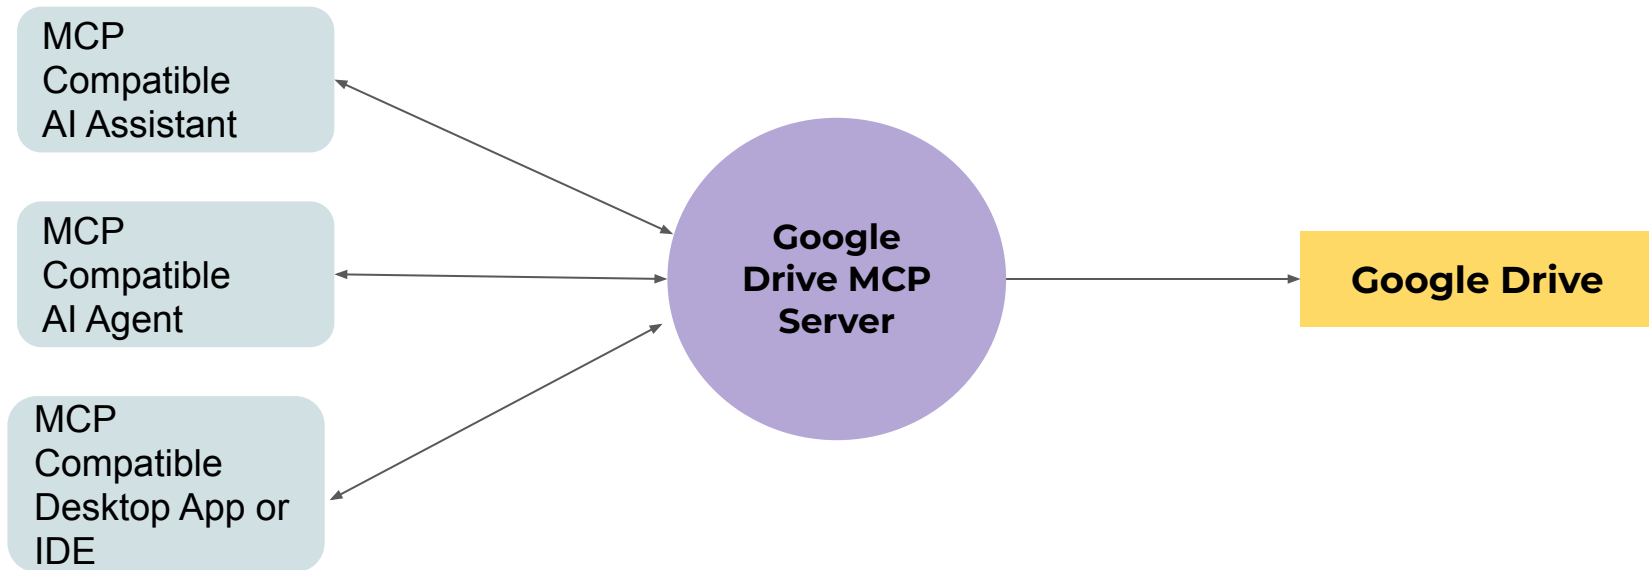 MCP
Compatible
AI Assistant
MCP
Compatible
AI Agent
MCP
Compatible
Desktop App or
IDE
Google
Drive MCP
Server
Google Drive